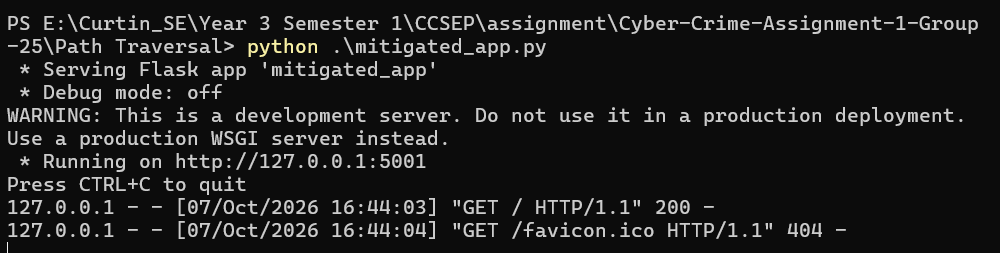 PS E:\Curtin_SE\Year 3 Semester 1\CCSEP\assignment\Cyber-Crime-Assignment-1-Group
-25\Path Traversal> python .\mitigated_app.py
 * Serving Flask app 'mitigated_app'
 * Debug mode: off
WARNING: This is a development server. Do not use it in a production deployment.
Use a production WSGI server instead.
 * Running on http://127.0.0.1:5001
Press CTRL+C to quit
127.0.0.1 - - [07/Oct/2026 16:44:03] "GET / HTTP/1.1" 200 -
127.0.0.1 - - [07/Oct/2026 16:44:04] "GET /favicon.ico HTTP/1.1" 404 -